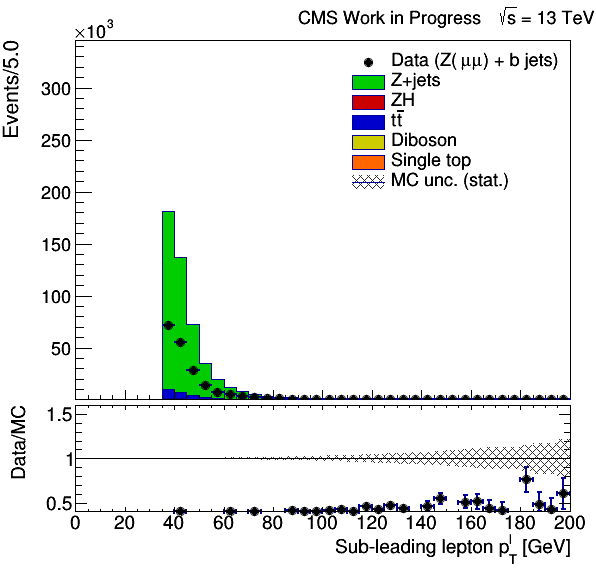 CMS Work in Progress √s = 13 TeV
×10³
Events/5.0
300
250
200
150
100
50
Data (Z(μμ) + b jets)
Z+jets
ZH
tt̅
Diboson
Single top
MC unc. (stat.)
Data/MC
1.5
1
0.5
0 20 40 60 80 100 120 140 160 180 200
Sub-leading lepton p_T^l [GeV]